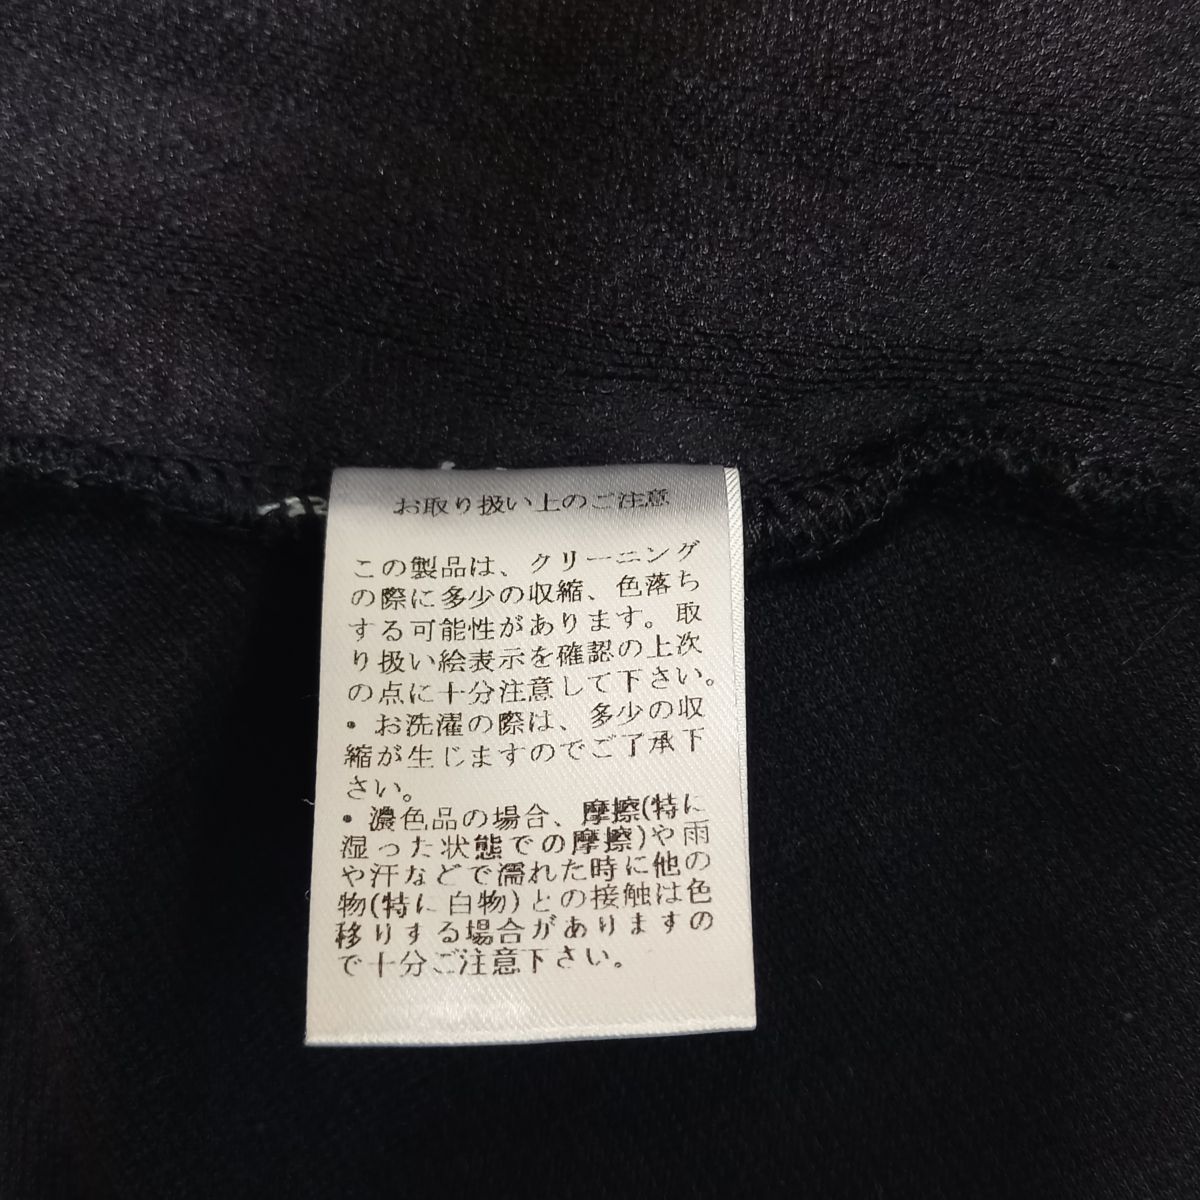 お取り扱い上のご注意
この製品は、クリーニング
の際に多少の収縮、色落ち
する可能性があります。取
り扱い絵表示を確認の上次
の点に十分注意して下さい。
・お洗濯の際は、多少の収
縮が生じますのでご了承下
さい。
・濃色品の場合、摩擦(特に
湿った状態での摩擦)や雨
や汗などで濡れた時に他の
物(特に白物)との接触は色
移りする場合がありますの
で十分ご注意下さい。